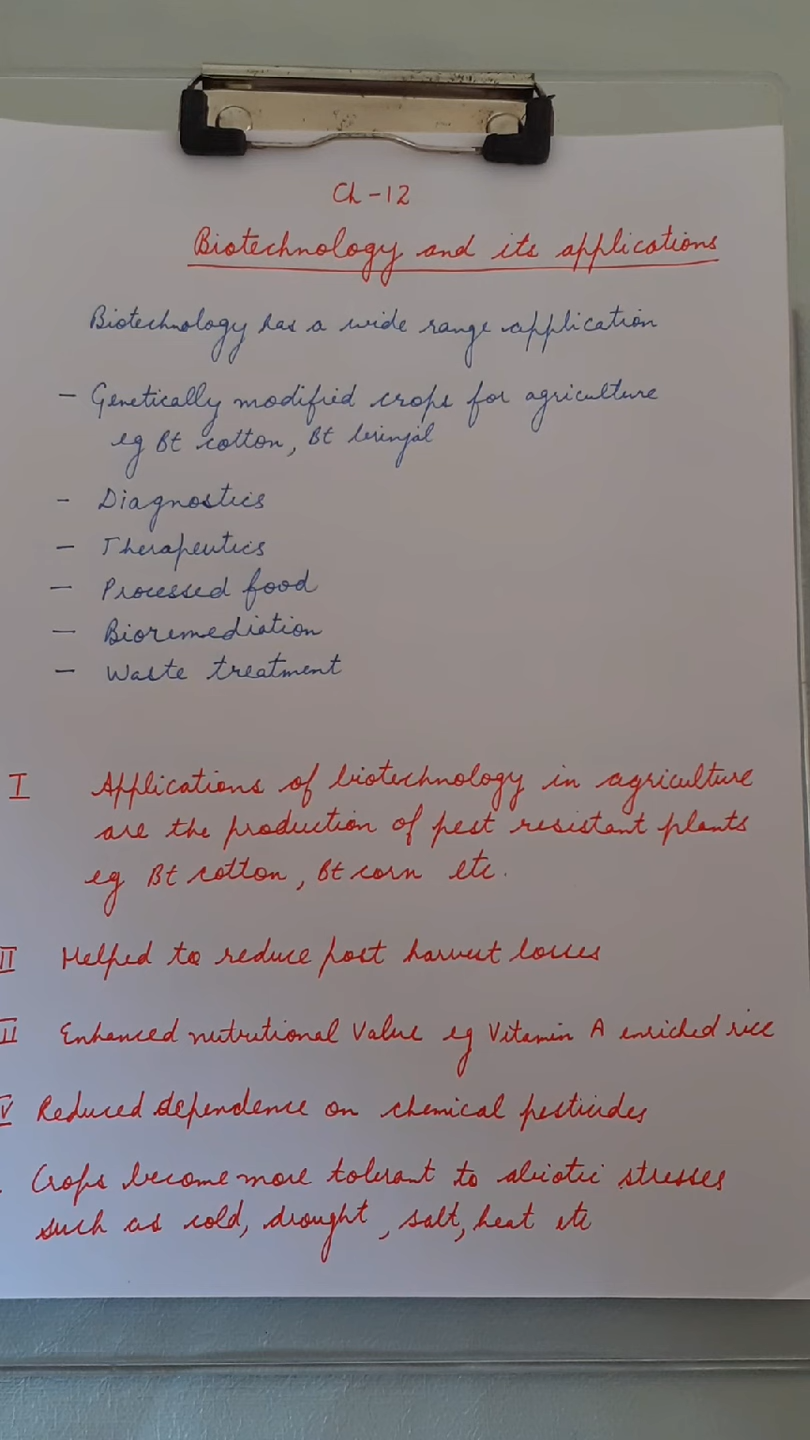 Ch-12
Biotechnology and its applications
Biotechnology has a wide range application
- Genetically modified crops for agriculture
eg Bt cotton, Bt brinjal
- Diagnostics
- Therapeutics
- Processed food
- Bioremediation
- Waste treatment
I Applications of biotechnology in agriculture
are the production of pest resistant plants
eg Bt cotton, Bt corn etc.
II Helped to reduce post harvest losses
II Enhanced nutrutional Value eg Vitamin A enriched rice
V Reduced dependence on chemical pesticides
. Crops become more tolerant to abiotic stresses
such as cold, drought, salt, heat etc